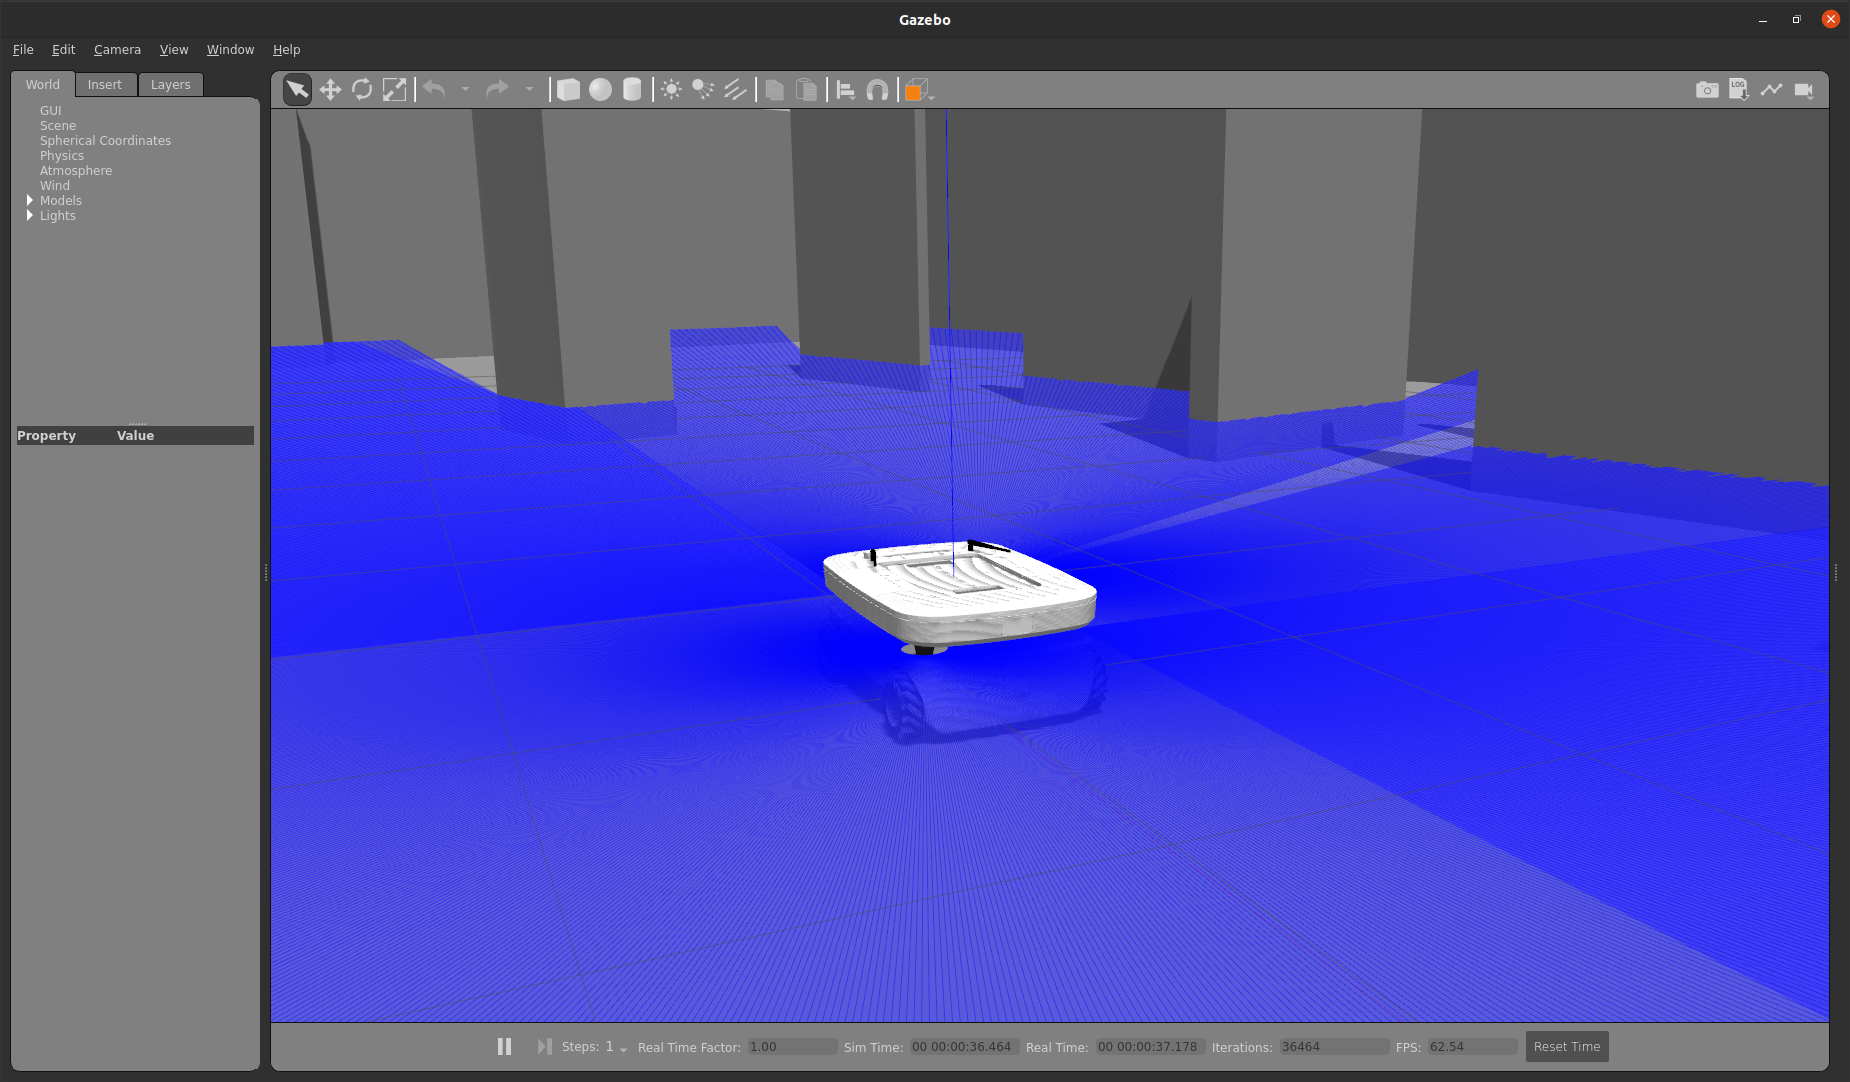 Gazebo
File Edit Camera View Window Help
World Insert Layers
LOG
GUI
Scene
Spherical Coordinates
Physics
Atmosphere
Wind
Models
Lights
Property Value
Steps: 1 Real Time Factor: 1.00 Sim Time: 00 00:00:36.464 Real Time: 00 00:00:37.178 Iterations: 36464 FPS: 62.54 Reset Time